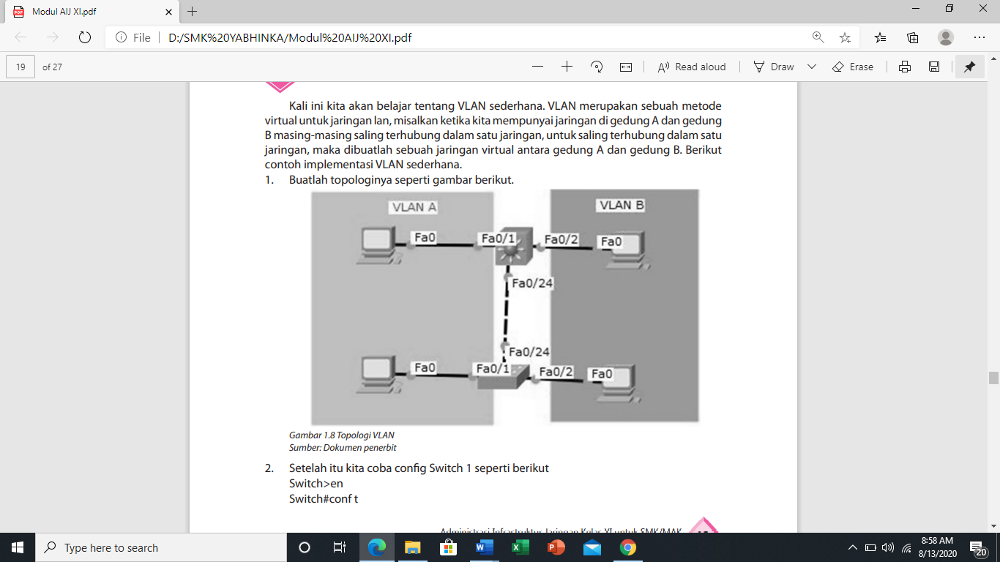 Modul AIJ XI.pdf
File
D:/SMK%20YABHINKA/Modul%20AIJ%20XI.pdf
19 of 27
Read aloud
Draw
Erase
Kali ini kita akan belajar tentang VLAN sederhana. VLAN merupakan sebuah metode
virtual untuk jaringan lan, misalkan ketika kita mempunyai jaringan di gedung A dan gedung
B masing-masing saling terhubung dalam satu jaringan, untuk saling terhubung dalam satu
jaringan, maka dibuatlah sebuah jaringan virtual antara gedung A dan gedung B. Berikut
contoh implementasi VLAN sederhana.
1. Buatlah topologinya seperti gambar berikut.
VLAN A
VLAN B
Fa0
Fa0/1
Fa0/2
Fa0
Fa0/24
Fa0/24
Fa0
Fa0/1
Fa0/2
Fa0
Gambar 1.8 Topologi VLAN
Sumber: Dokumen penerbit
2. Setelah itu kita coba config Switch 1 seperti berikut
Switch>en
Switch#conf t
Administrasi Infrastruktur Jaringan Kelas XI untuk SMK/MAK
Type here to search
8:58 AM
8/13/2020
20